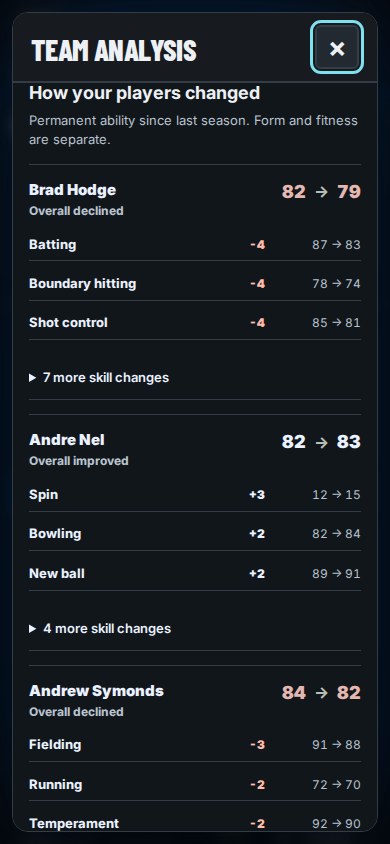 TEAM ANALYSIS
×
How your players changed
Permanent ability since last season. Form and fitness
are separate.
Brad Hodge 82 → 79
Overall declined
Batting -4 87 → 83
Boundary hitting -4 78 → 74
Shot control -4 85 → 81
▶ 7 more skill changes
Andre Nel 82 → 83
Overall improved
Spin +3 12 → 15
Bowling +2 82 → 84
New ball +2 89 → 91
▶ 4 more skill changes
Andrew Symonds 84 → 82
Overall declined
Fielding -3 91 → 88
Running -2 72 → 70
Temperament -2 92 → 90